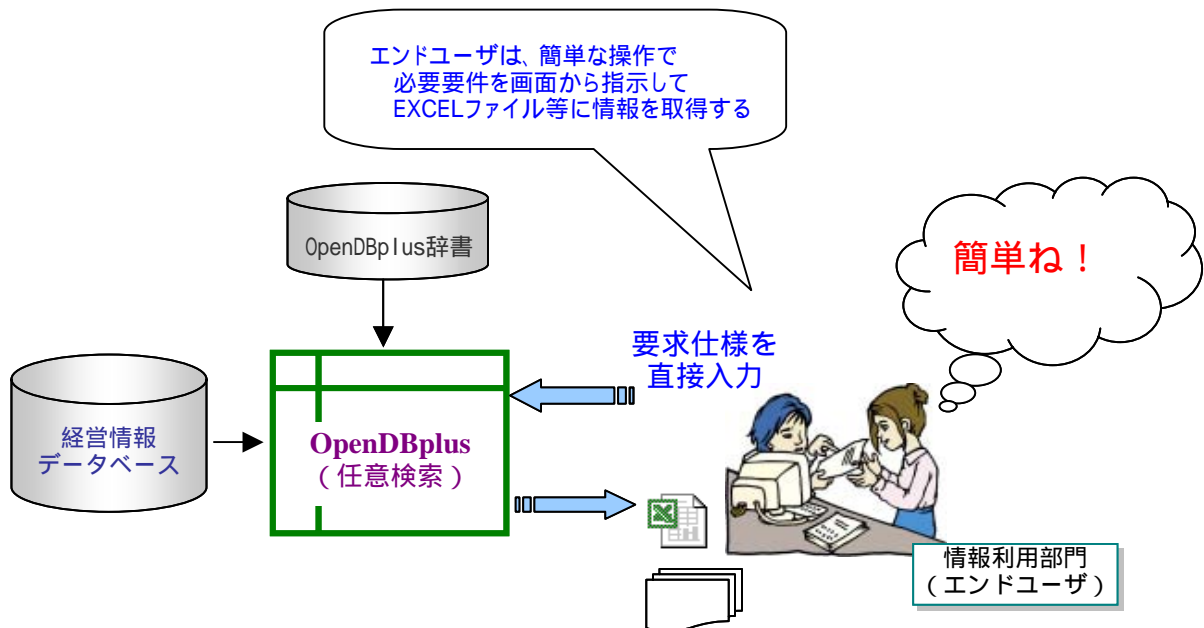 エンドユーザは、簡単な操作で
必要要件を画面から指示して
EXCELファイル等に情報を取得する
OpenDBplus辞書
簡単ね！
要求仕様を
直接入力
経営情報
データベース
OpenDBplus
（任意検索）
情報利用部門
（エンドユーザ）